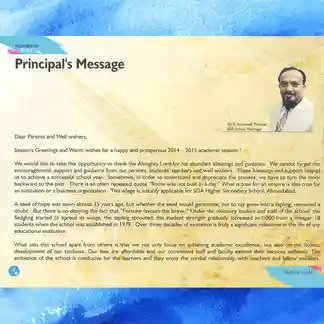 Principal's Message
Dear Parents and Well wishers,
Season's Greetings and Warm wishes for a happy and prosperous 2014 – 2015 academic session !
We would like to take this opportunity to thank the Almighty Lord for his abundant blessings and guidance. We cannot forget the
encouragement, support and guidance from our parents, students, teachers and well wishers. These blessings and support helped
us to achieve a successful school year. Sometimes, in order to understand and appreciate the present, we have to turn the mind
backward to the past. There is an often repeated quote "Rome was not built in a day". What is true for an empire is also true for
an institution or a business organization. This adage is suitably applicable for SDA Higher Secondary School,
A seed of hope was sown almost 35 years ago, but whether the seed would germinate, not to say grow into a sapling, remained a
doubt. But there is no denying the fact that "Fortune favours the brave." Under the visionary leaders and staff of the school, the
fledgling started to spread its wings, the sapling sprouted, the student strength gradually increased to 1000 from a meager 18
students when the school was established in 1979. Over three decades of existence is truly a significant milestone in the life of any
educational institution.
What sets this school apart from others is that we not only focus on achieving academic excellence, but also on the holistic
development of our students. Our fees are affordable and our committed staff and faculty extend their services selflessly. The
ambience of the school is conducive for the learners and they enjoy the cordial relationship with teachers and fellow students.